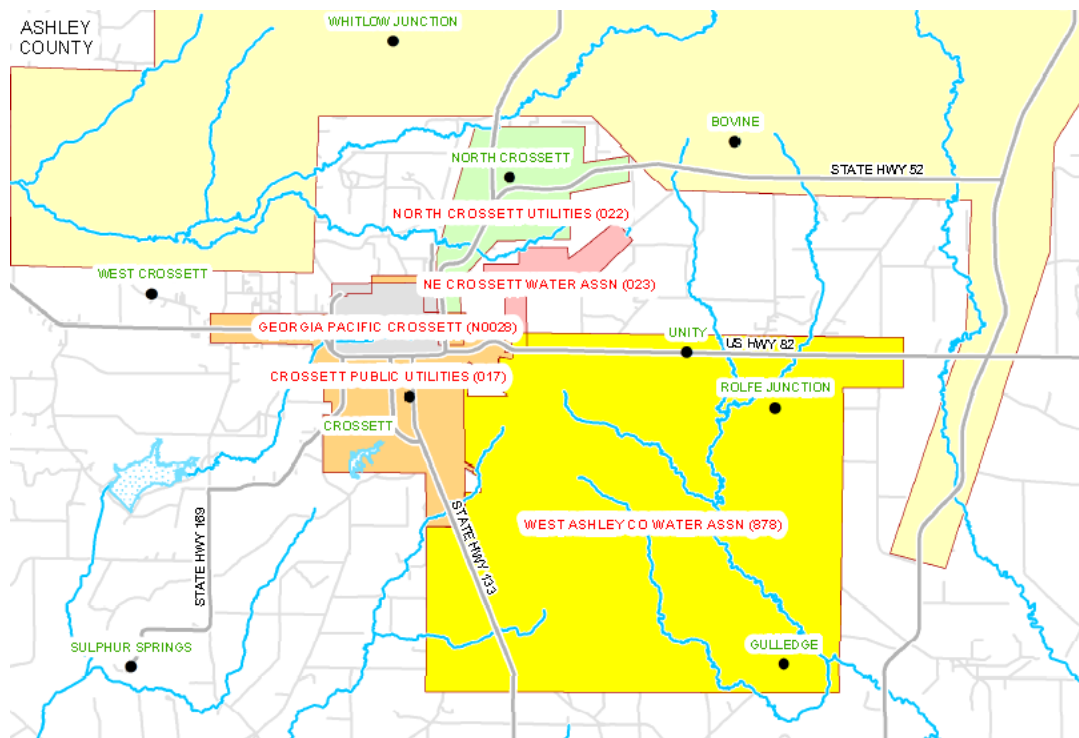 ASHLEY
COUNTY
WHITLOW JUNCTION
BOVINE
NORTH CROSSETT
STATE HWY 52
NORTH CROSSETT UTILITIES (022)
WEST CROSSETT
NE CROSSETT WATER ASSN (023)
GEORGIA PACIFIC CROSSETT (N0028)
UNITY
US HWY 82
CROSSETT PUBLIC UTILITIES (017)
ROLFE JUNCTION
CROSSETT
WEST ASHLEY CO WATER ASSN (878)
STATE HWY 169
STATE HWY 133
SULPHUR SPRINGS
GULLEDGE